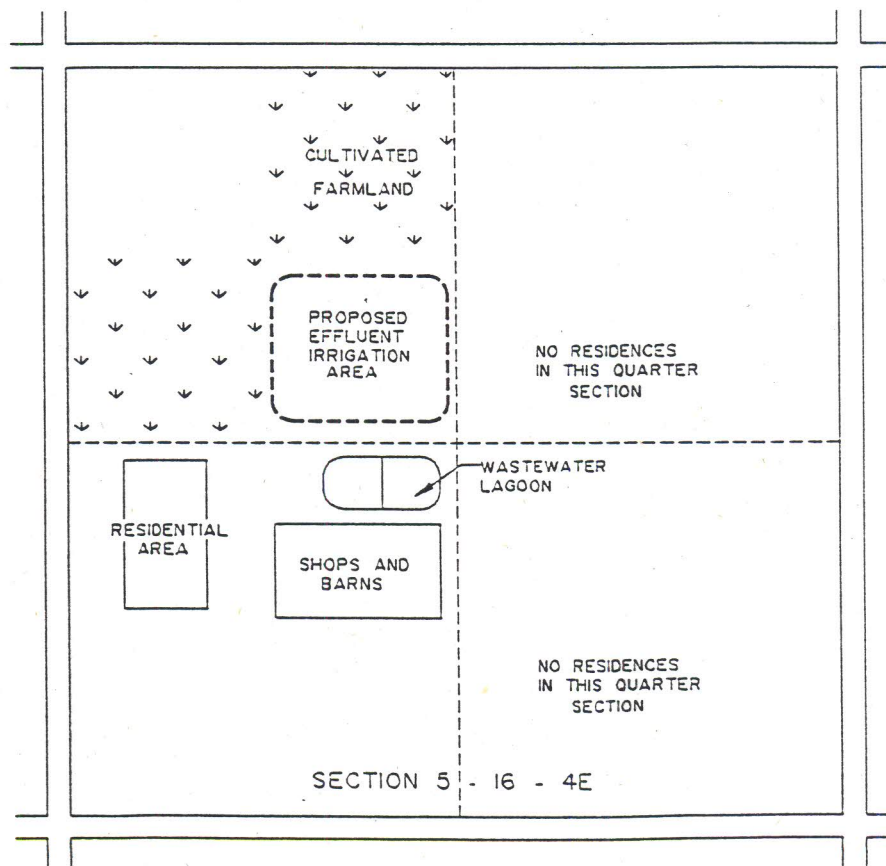 CULTIVATED
FARMLAND
PROPOSED
EFFLUENT
IRRIGATION
AREA
NO RESIDENCES
IN THIS QUARTER
SECTION
WASTEWATER
LAGOON
RESIDENTIAL
AREA
SHOPS AND
BARNS
NO RESIDENCES
IN THIS QUARTER
SECTION
SECTION 5 - 16 - 4E